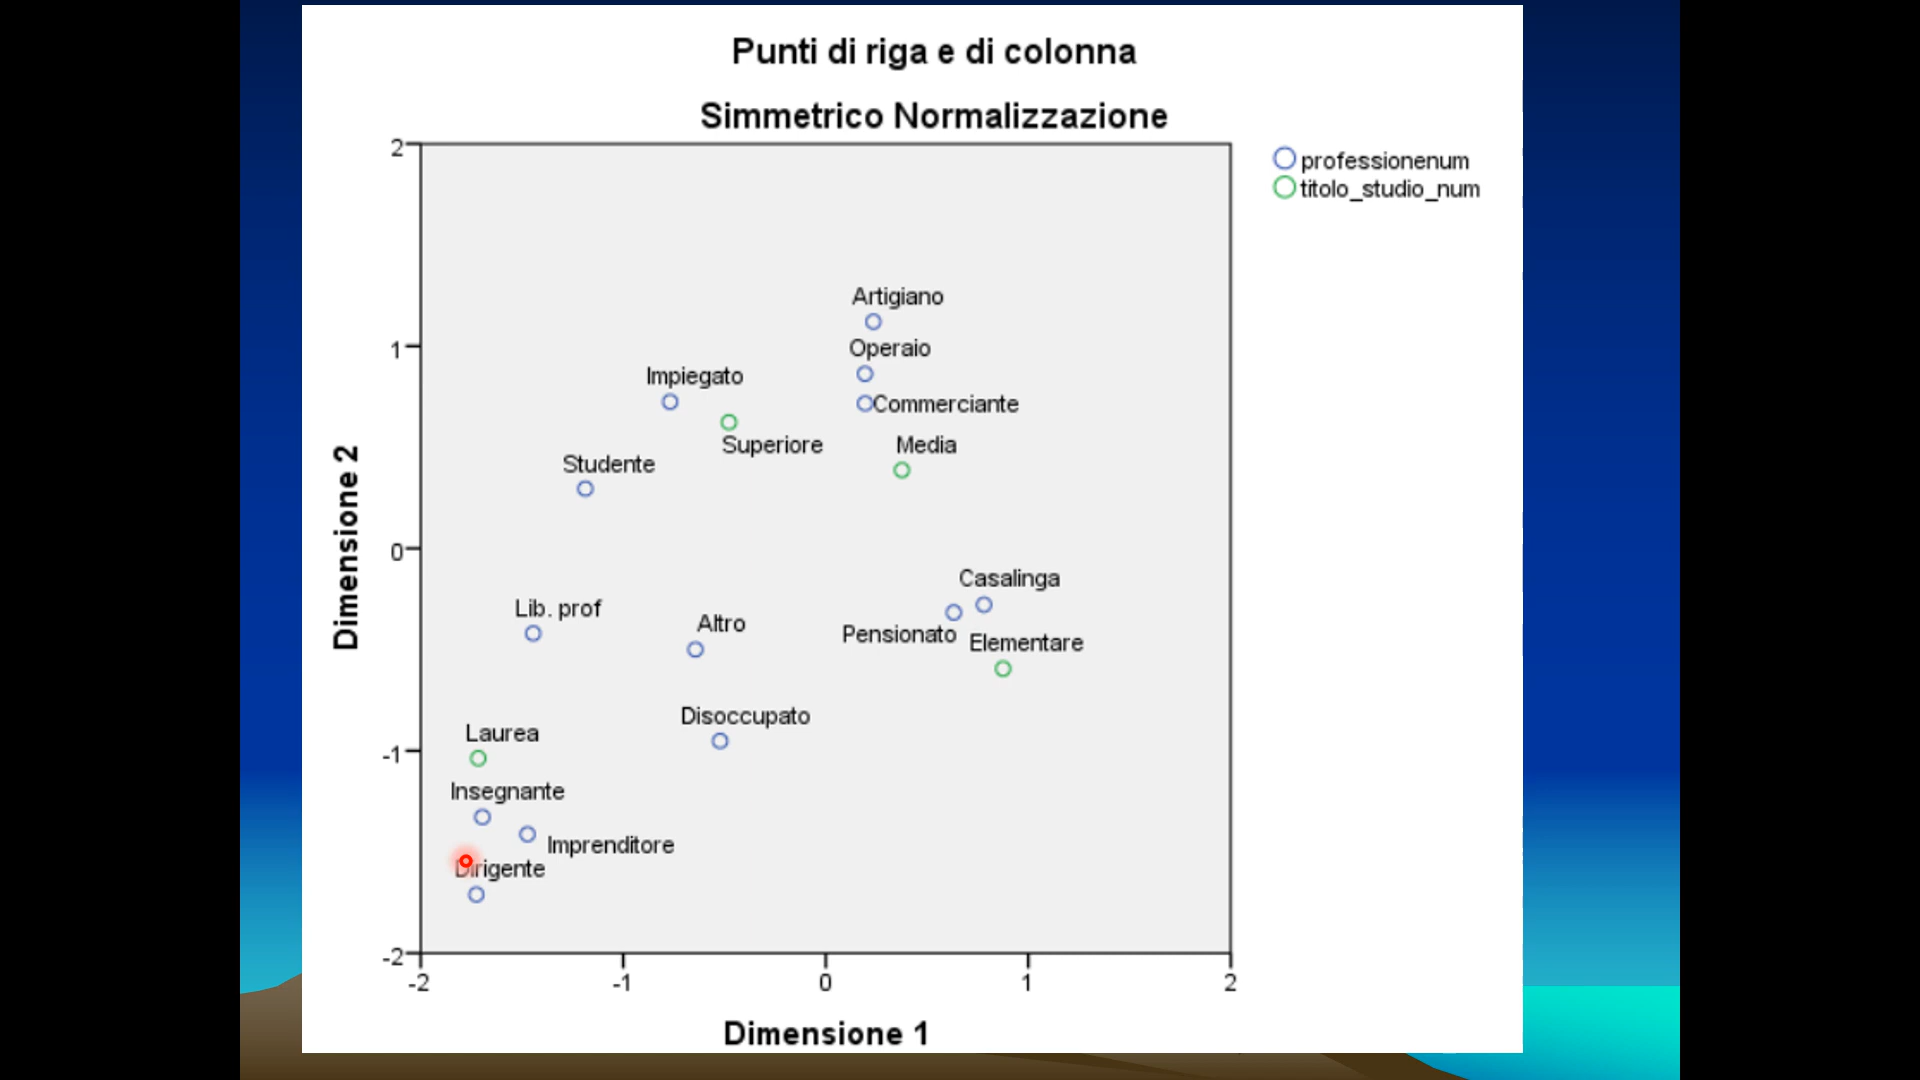 Punti di riga e di colonna
Simmetrico Normalizzazione
professionenum
titolo_studio_num
2
1
0
-1
-2
Dimensione 2
Artigiano
Operaio
Impiegato
Commerciante
Superiore
Media
Studente
Casalinga
Lib. prof
Altro
Pensionato
Elementare
Disoccupato
Laurea
Insegnante
Imprenditore
Dirigente
-2
-1
0
1
2
Dimensione 1